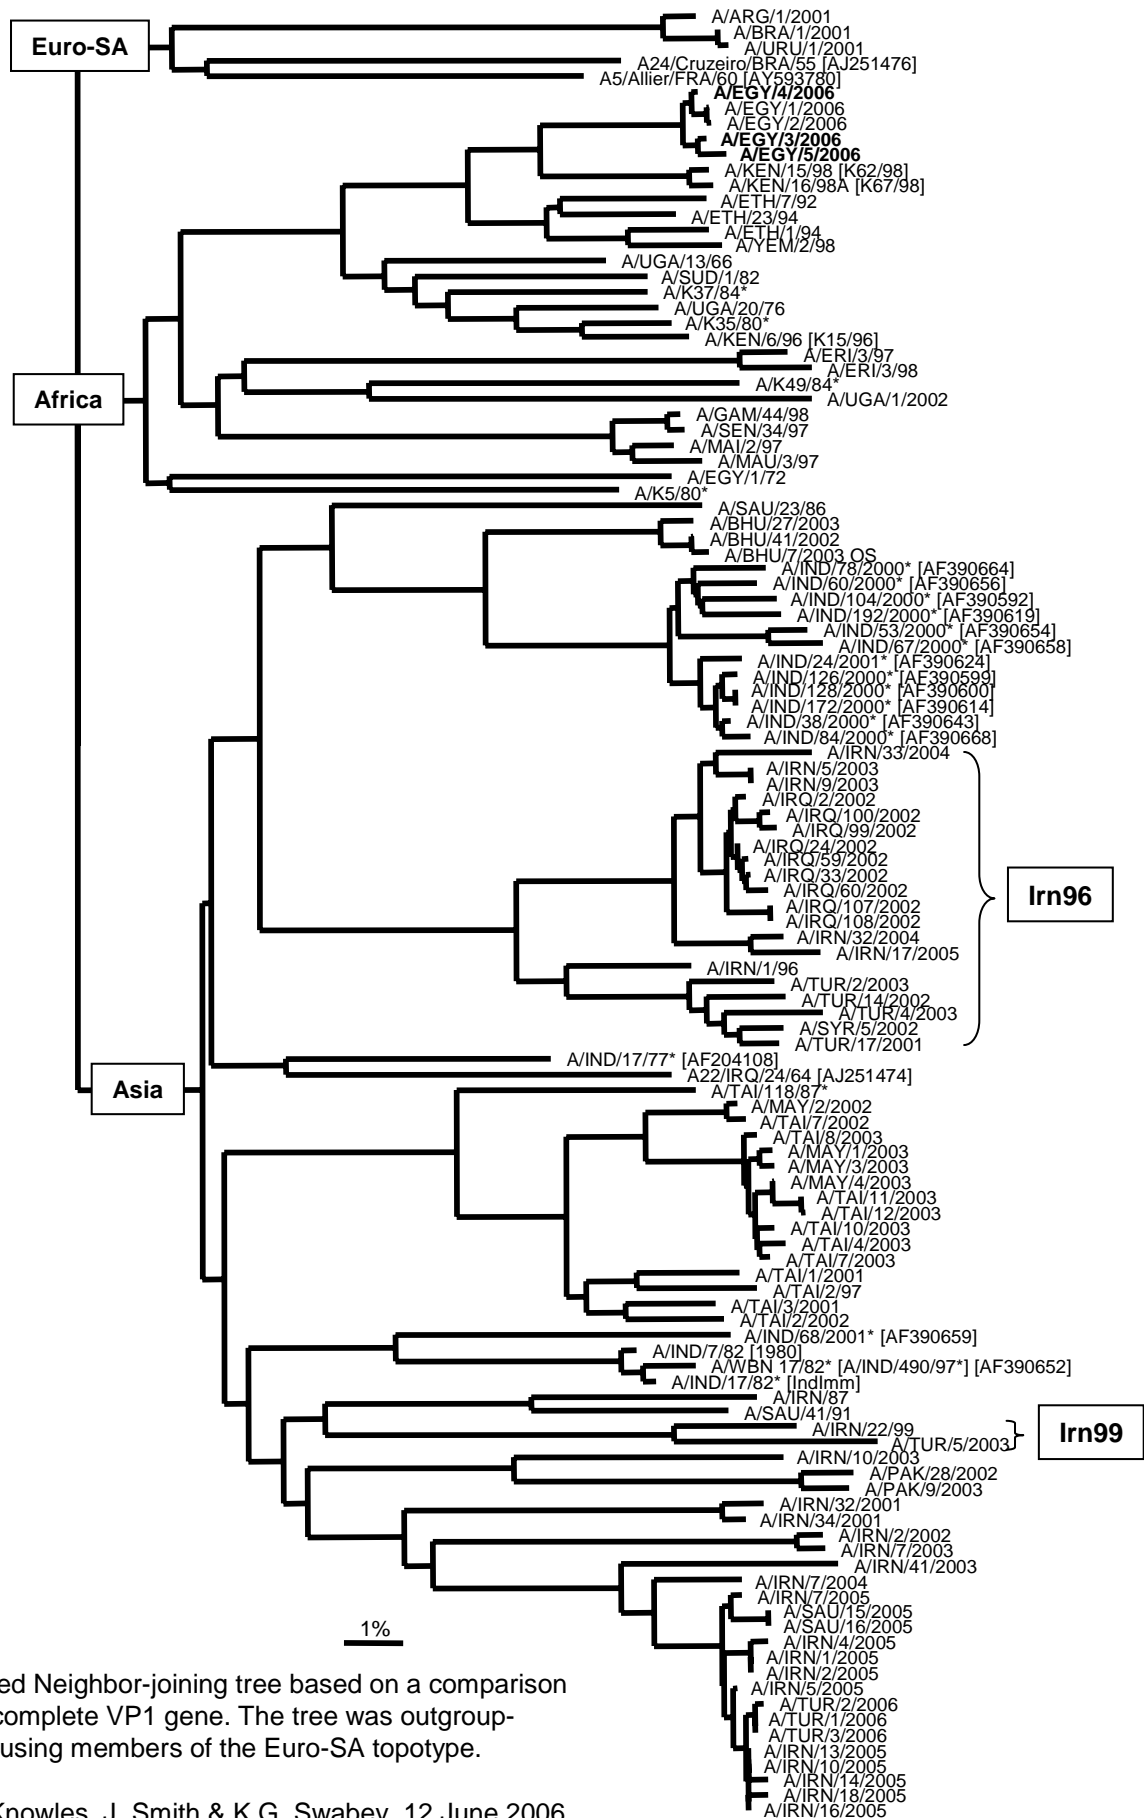 A/ARG/1/2001
A/BRA/1/2001
Euro-SA
A/URU/1/2001
A24/Cruzeiro/BRA/55 [AJ251476]
A5/Allier/FRA/60 [AY593780]
A/EGY/4/2006
A/EGY/1/2006
A/EGY/2/2006
A/EGY/3/2006
A/EGY/5/2006
A/KEN/15/98 [K62/98]
A/KEN/16/98A [K67/98]
A/ETH/7/92
A/ETH/23/94
A/ETH/1/94
A/YEM/2/98
A/UGA/13/66
A/SUD/1/82
A/K37/84*
A/UGA/20/76
A/K35/80*
A/KEN/6/96 [K15/96]
A/ERI/3/97
A/ERI/3/98
A/K49/84*
Africa
A/UGA/1/2002
A/GAM/44/98
A/SEN/34/97
A/MAI/2/97
A/MAU/3/97
A/EGY/1/72
A/K5/80*
A/SAU/23/86
A/BHU/27/2003
A/BHU/41/2002
A/BHU/7/2003 OS
A/IND/78/2000* [AF390664]
A/IND/60/2000* [AF390656]
A/IND/104/2000* [AF390592]
A/IND/192/2000* [AF390619]
A/IND/53/2000* [AF390654]
A/IND/67/2000* [AF390658]
A/IND/24/2001* [AF390624]
A/IND/126/2000* [AF390599]
A/IND/128/2000* [AF390600]
A/IND/172/2000* [AF390614]
A/IND/38/2000* [AF390643]
A/IND/84/2000* [AF390668]
A/IRN/33/2004
A/IRN/5/2003
A/IRN/9/2003
A/IRQ/2/2002
A/IRQ/100/2002
A/IRQ/99/2002
A/IRQ/24/2002
A/IRQ/59/2002
A/IRQ/33/2002
A/IRQ/60/2002
Irn96
A/IRQ/107/2002
A/IRQ/108/2002
A/IRN/32/2004
A/IRN/17/2005
A/IRN/1/96
A/TUR/2/2003
A/TUR/14/2002
A/TUR/4/2003
A/SYR/5/2002
A/TUR/17/2001
A/IND/17/77* [AF204108]
A22/IRQ/24/64 [AJ251474]
Asia
A/TAI/118/87*
A/MAY/2/2002
A/TAI/7/2002
A/TAI/8/2003
A/MAY/1/2003
A/MAY/3/2003
A/MAY/4/2003
A/TAI/11/2003
A/TAI/12/2003
A/TAI/10/2003
A/TAI/4/2003
A/TAI/7/2003
A/TAI/1/2001
A/TAI/2/97
A/TAI/3/2001
A/TAI/2/2002
A/IND/68/2001* [AF390659]
A/IND/7/82 [1980]
A/WBN 17/82* [A/IND/490/97*] [AF390652]
A/IND/17/82* [IndImm]
A/IRN/87
A/SAU/41/91
A/IRN/22/99
Irn99
A/TUR/5/2003
A/IRN/10/2003
A/PAK/28/2002
A/PAK/9/2003
A/IRN/32/2001
A/IRN/34/2001
A/IRN/2/2002
A/IRN/7/2003
A/IRN/41/2003
A/IRN/7/2004
A/IRN/7/2005
A/SAU/15/2005
A/SAU/16/2005
1%
A/IRN/4/2005
A/IRN/1/2005
A/IRN/2/2005
A/IRN/5/2005
A/TUR/2/2006
A/TUR/1/2006
A/TUR/3/2006
A/IRN/13/2005
A/IRN/10/2005
A/IRN/14/2005
A/IRN/18/2005
A/IRN/16/2005
ed Neighbor-joining tree based on a comparison
complete VP1 gene. The tree was outgroup-
using members of the Euro-SA topotype.
Knowles, J. Smith & K.G. Swabey, 12 June 2006